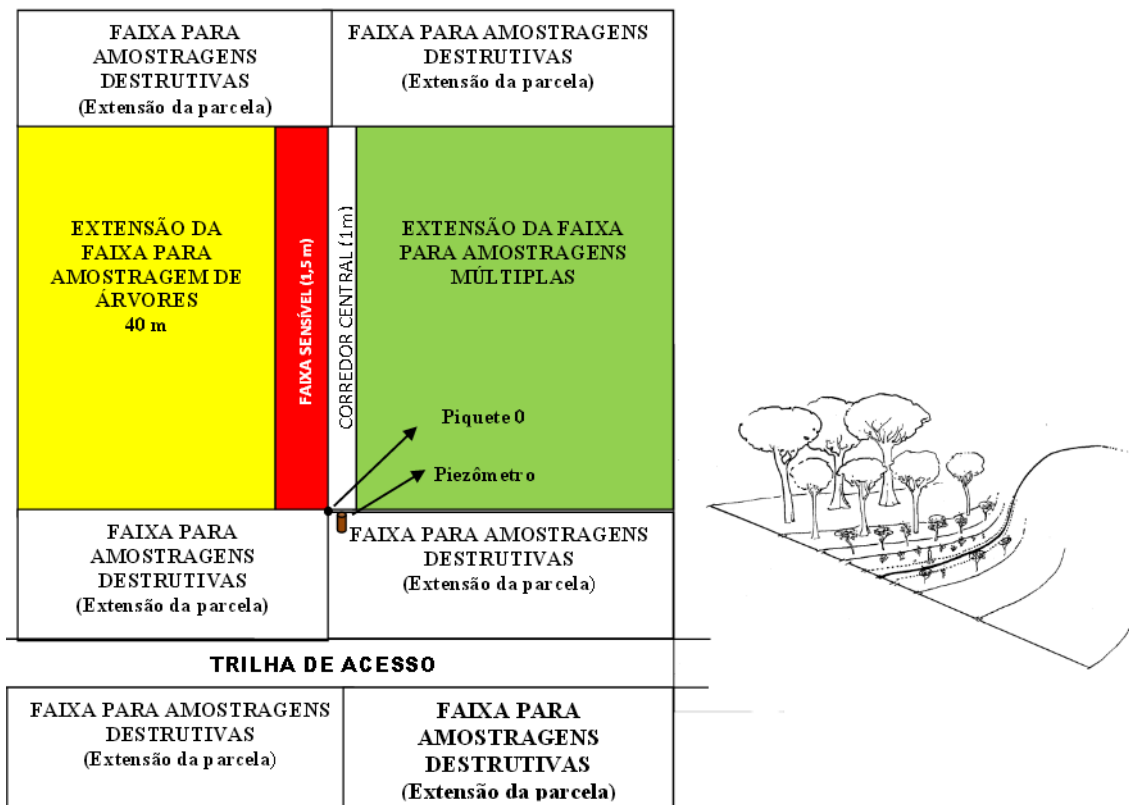 FAIXA PARA
AMOSTRAGENS
DESTRUTIVAS
(Extensão da parcela)
FAIXA PARA AMOSTRAGENS
DESTRUTIVAS
(Extensão da parcela)
EXTENSÃO DA
FAIXA PARA
AMOSTRAGEM DE
ÁRVORES
40 m
FAIXA SENSÍVEL (1,5 m)
CORREDOR CENTRAL (1m)
EXTENSÃO DA FAIXA
PARA AMOSTRAGENS
MÚLTIPLAS
Piquete 0
Piezômetro
FAIXA PARA
AMOSTRAGENS
DESTRUTIVAS
(Extensão da parcela)
FAIXA PARA AMOSTRAGENS
DESTRUTIVAS
(Extensão da parcela)
TRILHA DE ACESSO
FAIXA PARA AMOSTRAGENS
DESTRUTIVAS
(Extensão da parcela)
FAIXA PARA
AMOSTRAGENS
DESTRUTIVAS
(Extensão da parcela)